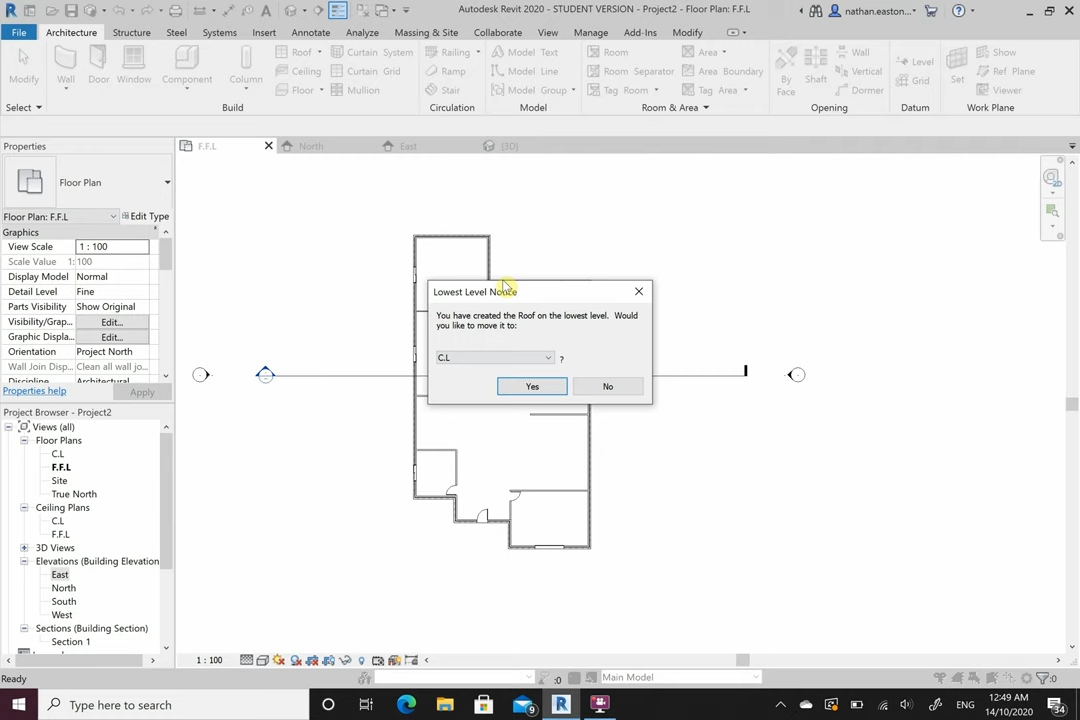 Autodesk Revit 2020 - STUDENT VERSION - Project2 - Floor Plan: F.F.L
nathan.easton...
File Architecture Structure Steel Systems Insert Annotate Analyze Massing & Site Collaborate View Manage Add-Ins Modify
Modify Wall Door Window Component Column
Roof Curtain System Railing Model Text Room Area Wall Level Show
Ceiling Curtain Grid Ramp Model Line Room Separator Area Boundary By Face Shaft Vertical Grid Set Ref Plane
Floor Mullion Stair Model Group Tag Room Tag Area Dormer Viewer
Select Build Circulation Model Room & Area Opening Datum Work Plane
Properties
F.F.L North East {3D}
Floor Plan
Floor Plan: F.F.L Edit Type
Graphics
View Scale 1 : 100
Scale Value 1: 100
Display Model Normal
Detail Level Fine
Parts Visibility Show Original
Visibility/Grap... Edit...
Graphic Displa... Edit...
Orientation Project North
Wall Join Disp... Clean all wall jo...
Discipline Architectural
Properties help Apply
Project Browser - Project2
Views (all)
Floor Plans
C.L
F.F.L
Site
True North
Ceiling Plans
C.L
F.F.L
3D Views
Elevations (Building Elevation
East
North
South
West
Sections (Building Section)
Section 1
Lowest Level Notice
You have created the Roof on the lowest level. Would
you like to move it to:
C.L ?
Yes No
2D
1 : 100
Ready :0 Main Model :0
Type here to search
9
ENG
12:49 AM
14/10/2020
34